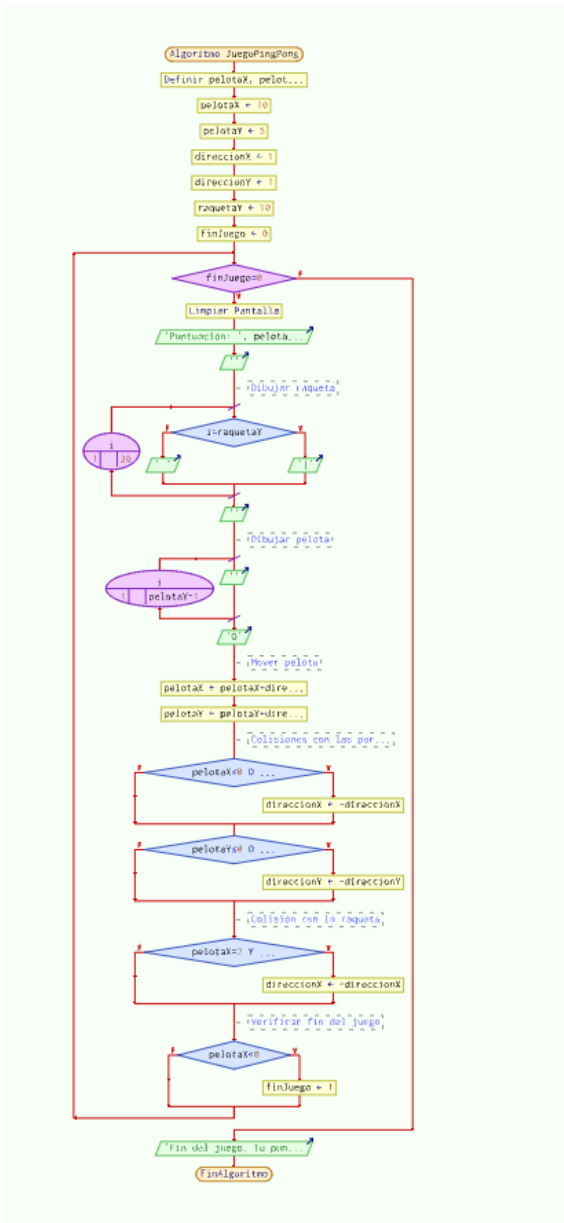 Algoritmo JuegoPingPong
Definir pelotaX, pelot...
pelotaX ← 10
pelotaY ← 5
direccionX ← 1
direccionY ← 1
raquetaY ← 10
finJuego ← 0
finJuego=0
F
V
Limpiar Pantalla
'Puntuación: ', pelota...
' '
Dibujar raqueta
i=raquetaY
F
V
i
1
20
' '
'|'
' '
Dibujar pelota
j
1
pelotaY-1
' '
'O'
Mover pelota
pelotaX ← pelotaX+dire...
pelotaY ← pelotaY+dire...
Colisiones con las par...
F
pelotaX≤0 O ...
V
direccionX ← -direccionX
F
pelotaY≤0 O ...
V
direccionY ← -direccionY
Colisión con la raqueta
F
pelotaX=2 Y ...
V
direccionX ← -direccionX
Verificar fin del juego
F
pelotaX<0
V
finJuego ← 1
'Fin del juego, Tu pun...
FinAlgoritmo